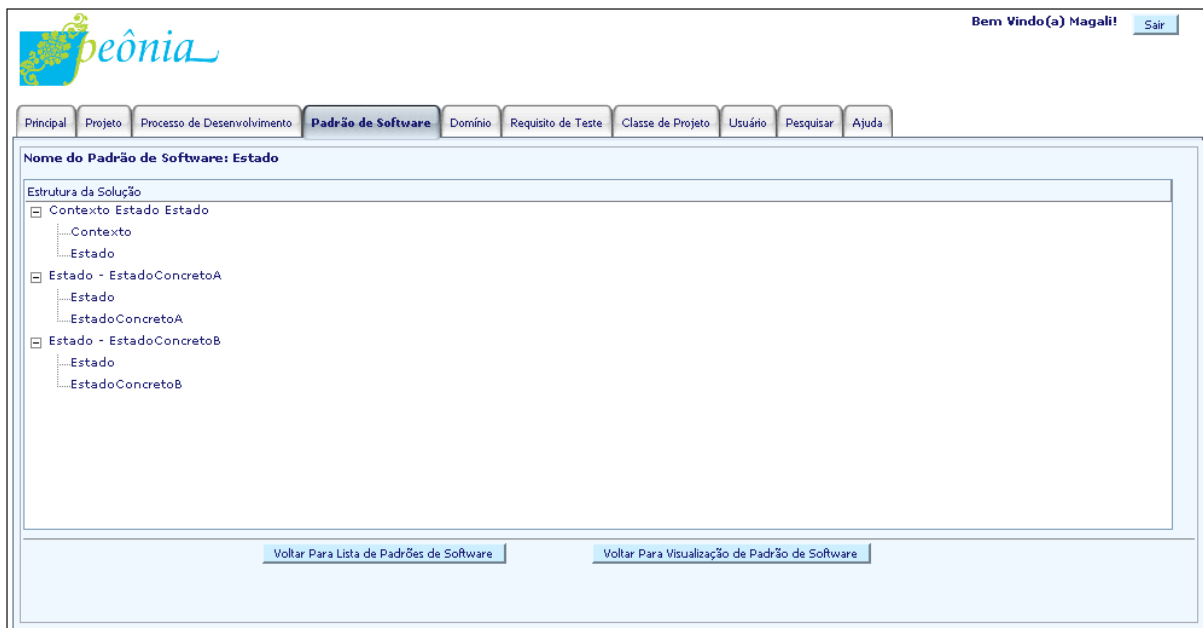 Bem Vindo(a) Magali! Sair
peônia
Principal Projeto Processo de Desenvolvimento Padrão de Software Domínio Requisito de Teste Classe de Projeto Usuário Pesquisar Ajuda
Nome do Padrão de Software: Estado
Estrutura da Solução
Contexto Estado Estado
Contexto
Estado
Estado - EstadoConcretoA
Estado
EstadoConcretoA
Estado - EstadoConcretoB
Estado
EstadoConcretoB
Voltar Para Lista de Padrões de Software Voltar Para Visualização de Padrão de Software